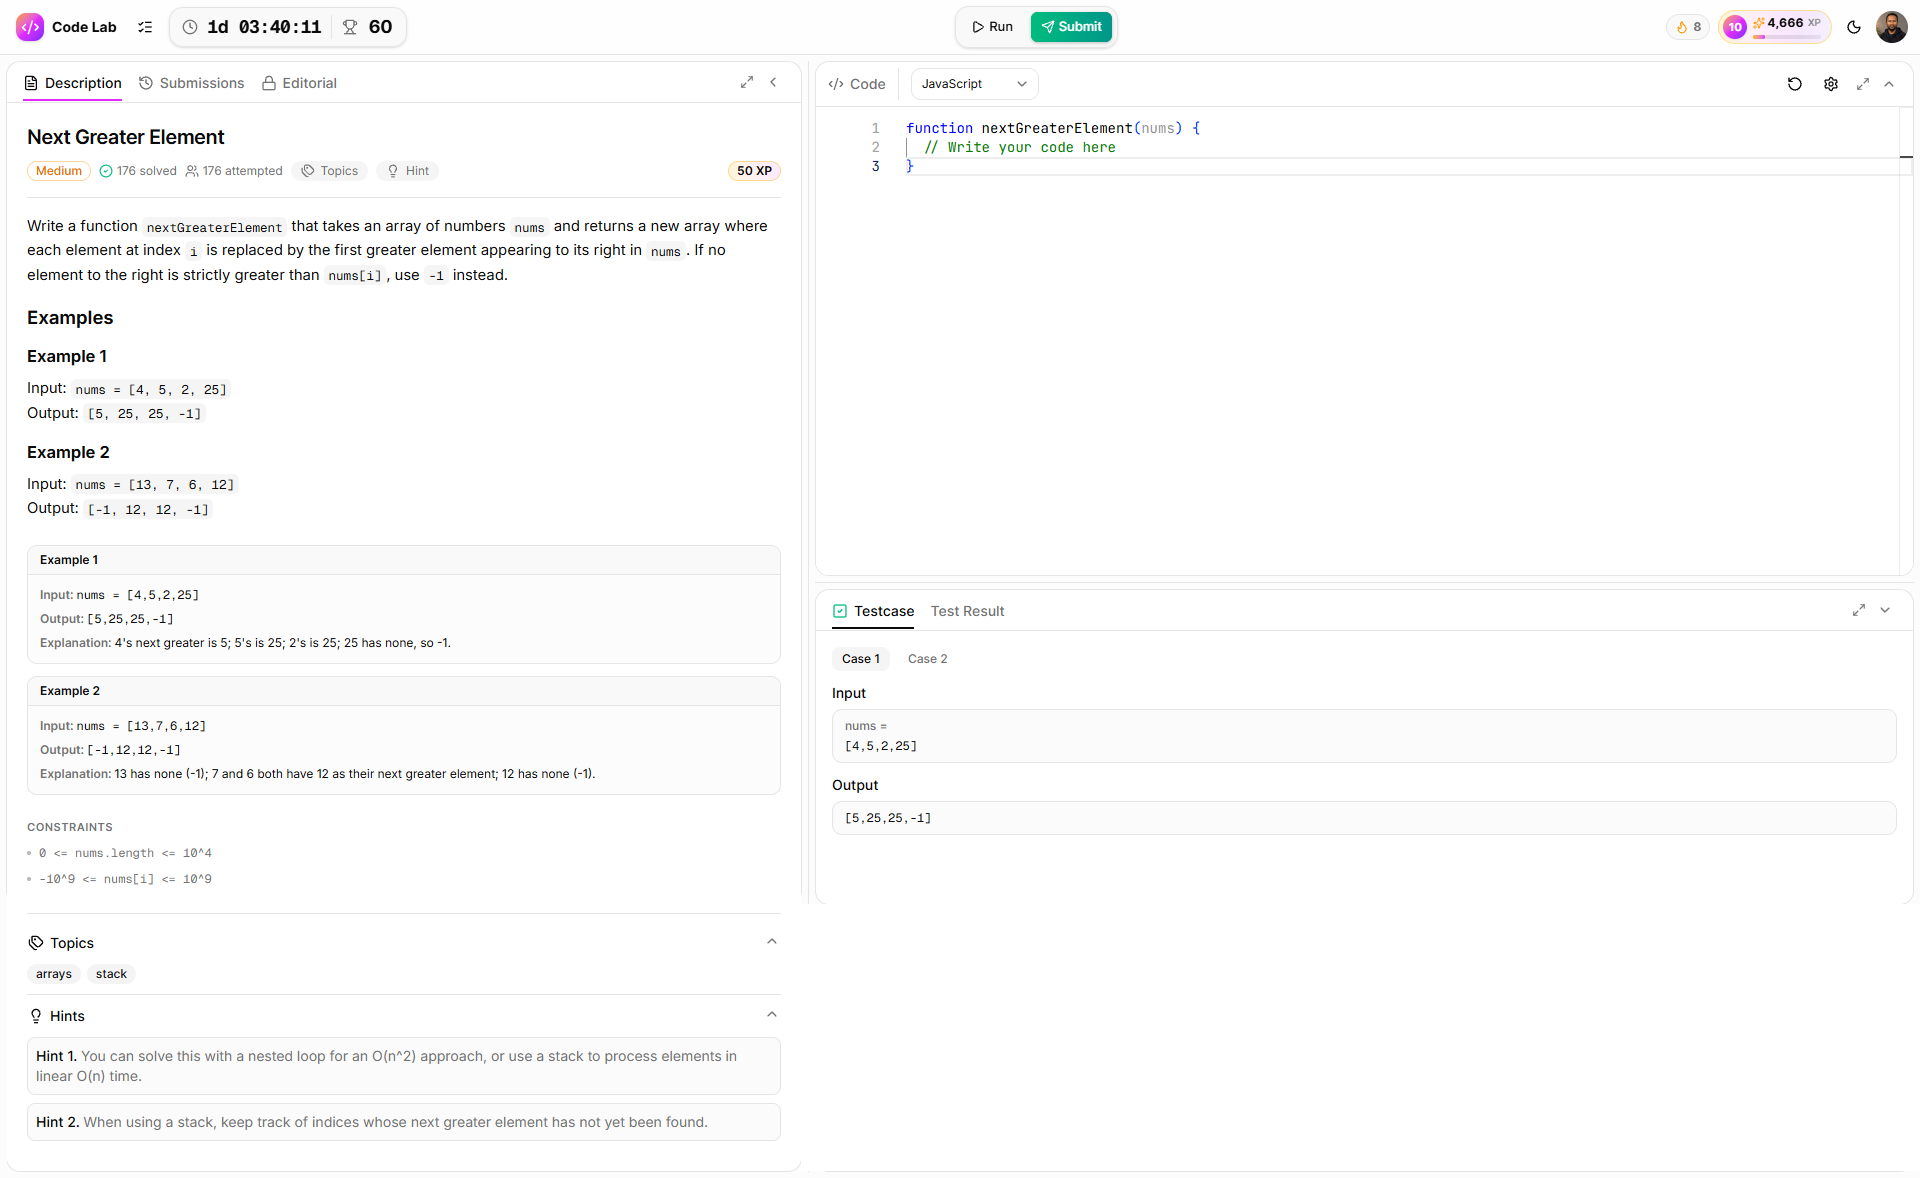 Code Lab
1d 03:40:11
60
Run
Submit
8
10
4,666 XP
Description
Submissions
Editorial
Next Greater Element
Medium
176 solved
176 attempted
Topics
Hint
50 XP
Write a function nextGreaterElement that takes an array of numbers nums and returns a new array where
each element at index i is replaced by the first greater element appearing to its right in nums . If no
element to the right is strictly greater than nums[i] , use -1 instead.
Examples
Example 1
Input: nums = [4, 5, 2, 25]
Output: [5, 25, 25, -1]
Example 2
Input: nums = [13, 7, 6, 12]
Output: [-1, 12, 12, -1]
Example 1
Input: nums = [4,5,2,25]
Output: [5,25,25,-1]
Explanation: 4's next greater is 5; 5's is 25; 2's is 25; 25 has none, so -1.
Example 2
Input: nums = [13,7,6,12]
Output: [-1,12,12,-1]
Explanation: 13 has none (-1); 7 and 6 both have 12 as their next greater element; 12 has none (-1).
CONSTRAINTS
• 0 <= nums.length <= 10^4
• -10^9 <= nums[i] <= 10^9
Topics
arrays
stack
Hints
Hint 1. You can solve this with a nested loop for an O(n^2) approach, or use a stack to process elements in
linear O(n) time.
Hint 2. When using a stack, keep track of indices whose next greater element has not yet been found.
</> Code
JavaScript
1 function nextGreaterElement(nums) {
2 // Write your code here
3 }
Testcase
Test Result
Case 1
Case 2
Input
nums =
[4,5,2,25]
Output
[5,25,25,-1]